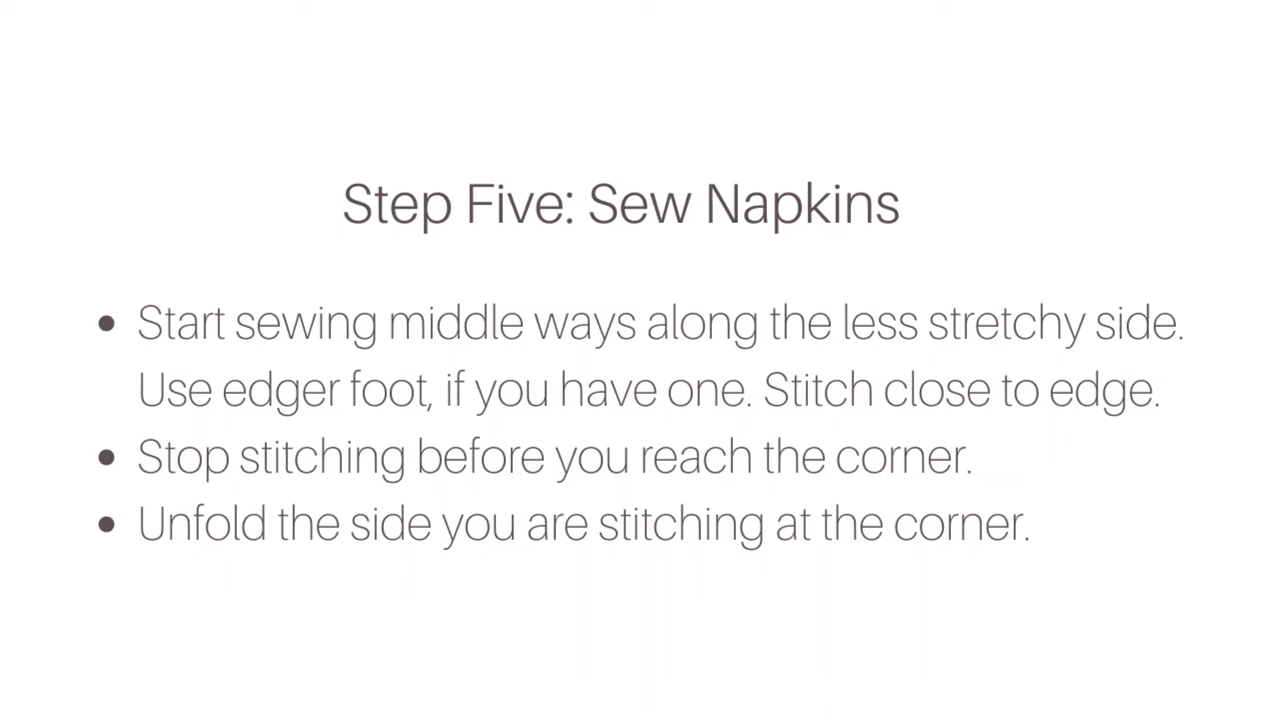 Step Five: Sew Napkins
• Start sewing middle ways along the less stretchy side.
Use edger foot, if you have one. Stitch close to edge.
• Stop stitching before you reach the corner.
• Unfold the side you are stitching at the corner.